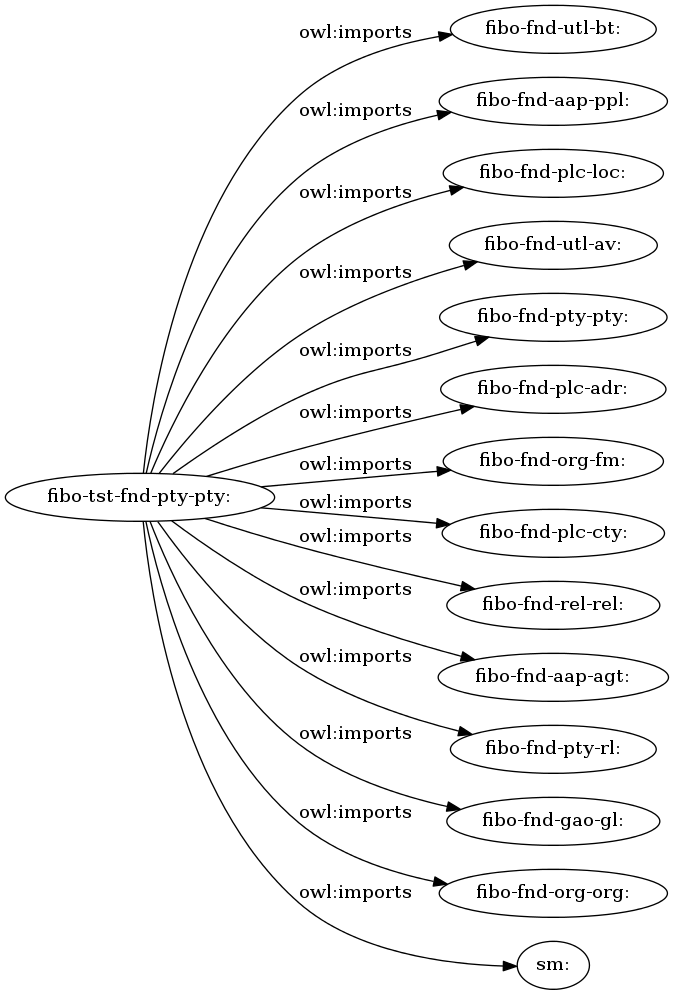 owl:imports
fibo-fnd-utl-bt:
owl:imports
fibo-fnd-aap-ppl:
owl:imports
fibo-fnd-plc-loc:
owl:imports
fibo-fnd-utl-av:
owl:imports
fibo-fnd-pty-pty:
owl:imports
fibo-fnd-plc-adr:
owl:imports
fibo-fnd-org-fm:
fibo-tst-fnd-pty-pty:
owl:imports
fibo-fnd-plc-cty:
owl:imports
fibo-fnd-rel-rel:
owl:imports
fibo-fnd-aap-agt:
owl:imports
fibo-fnd-pty-rl:
owl:imports
fibo-fnd-gao-gl:
owl:imports
fibo-fnd-org-org:
owl:imports
sm: